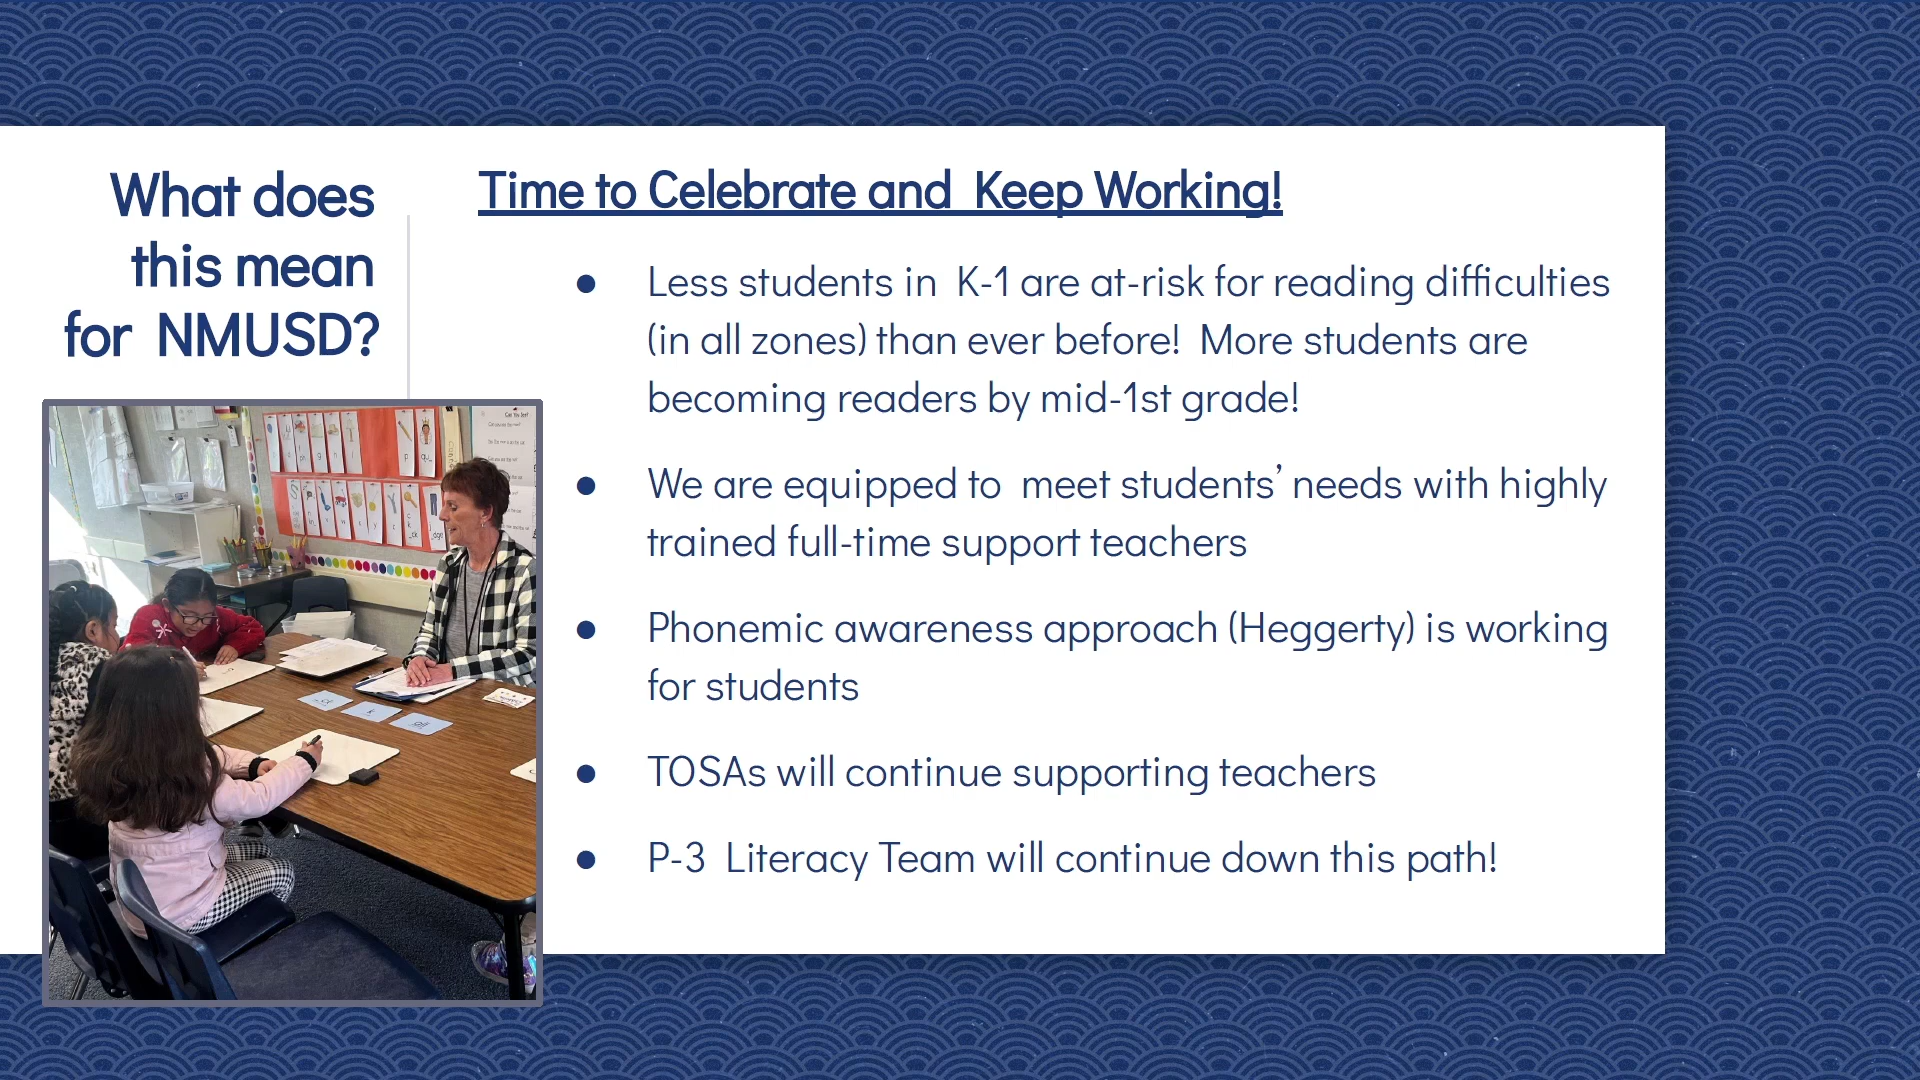 What does
this mean
for NMUSD?
Time to Celebrate and Keep Working!
● Less students in K-1 are at-risk for reading difficulties
(in all zones) than ever before! More students are
becoming readers by mid-1st grade!
● We are equipped to meet students’ needs with highly
trained full-time support teachers
● Phonemic awareness approach (Heggerty) is working
for students
● TOSAs will continue supporting teachers
● P-3 Literacy Team will continue down this path!